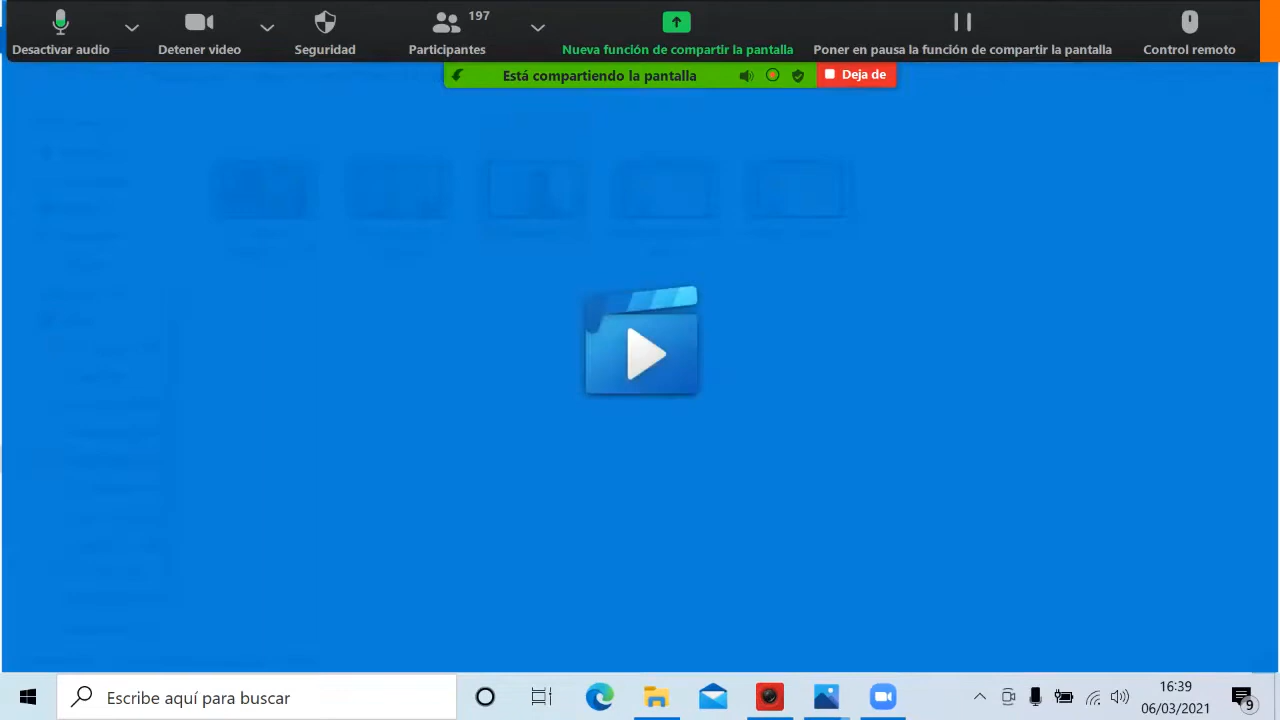 197
Desactivar audio
Detener video
Seguridad
Participantes
Nueva función de compartir la pantalla
Poner en pausa la función de compartir la pantalla
Control remoto
Está compartiendo la pantalla
Deja de
Escribe aquí para buscar
16:39
06/03/2021
9